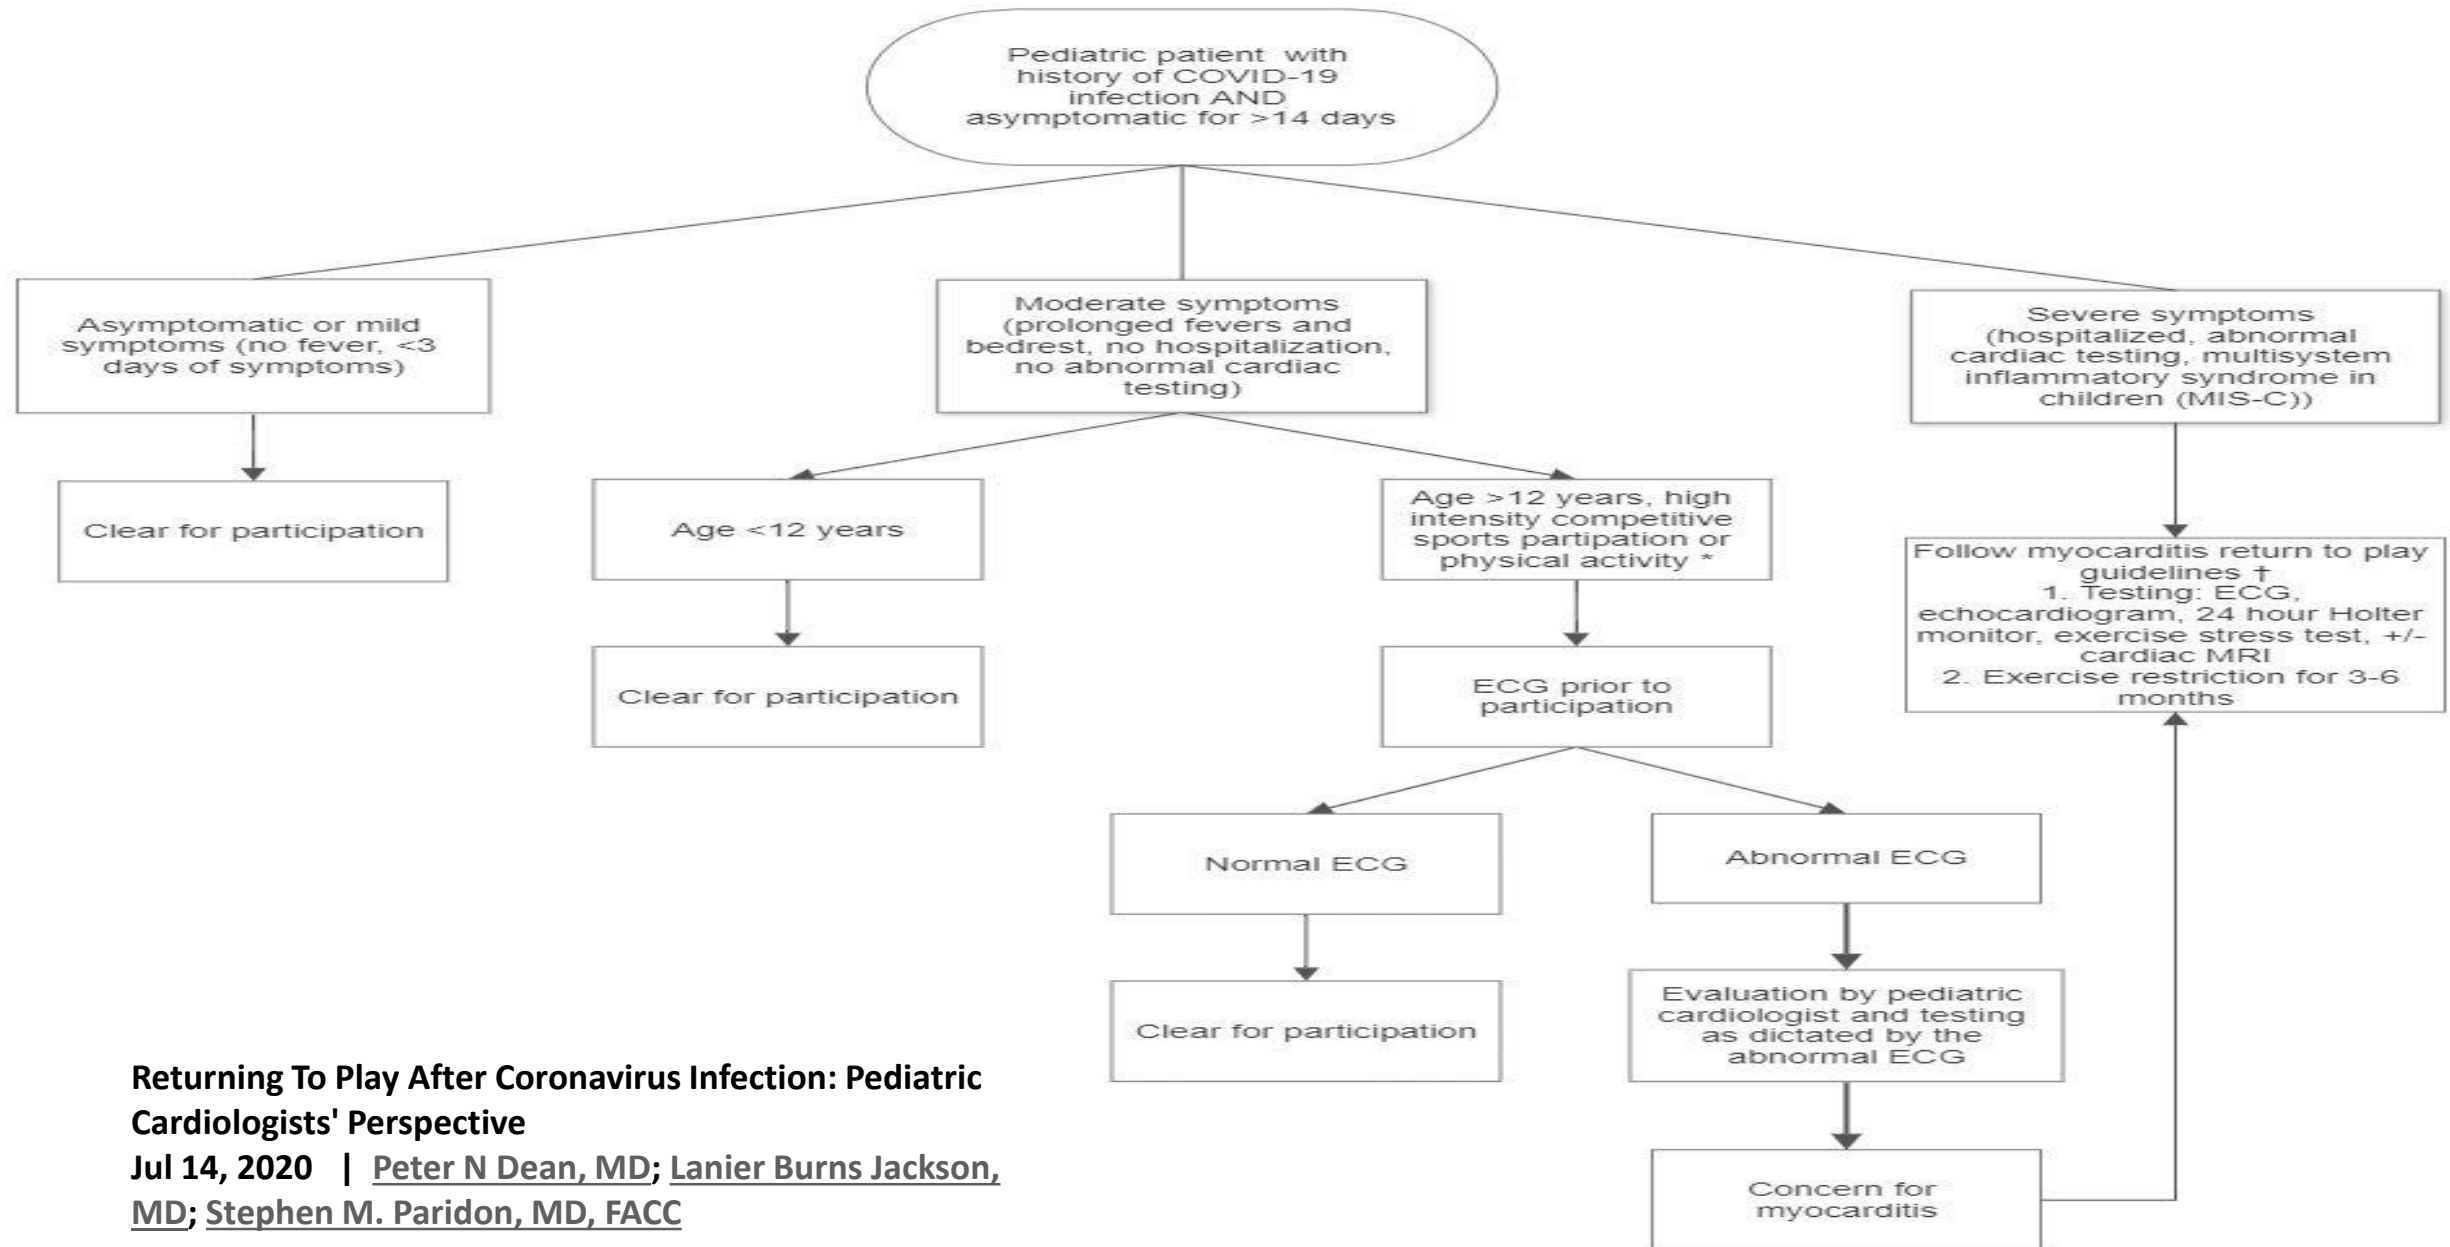 Pediatric patient with
history of COVID-19
infection AND
asymptomatic for >14 days
Asymptomatic or mild
symptoms (no fever, <3
days of symptoms)
Clear for participation
Moderate symptoms
(prolonged fevers and
bedrest, no hospitalization,
no abnormal cardiac
testing)
Age <12 years
Clear for participation
Age >12 years, high
intensity competitive
sports partipation or
physical activity *
ECG prior to
participation
Normal ECG
Clear for participation
Abnormal ECG
Evaluation by pediatric
cardiologist and testing
as dictated by the
abnormal ECG
Concern for
myocarditis
Severe symptoms
(hospitalized, abnormal
cardiac testing, multisystem
inflammatory syndrome in
children (MIS-C))
Follow myocarditis return to play
guidelines †
1. Testing: ECG,
echocardiogram, 24 hour Holter
monitor, exercise stress test, +/-
cardiac MRI
2. Exercise restriction for 3-6
months
Returning To Play After Coronavirus Infection: Pediatric
Cardiologists' Perspective
Jul 14, 2020 | Peter N Dean, MD; Lanier Burns Jackson,
MD; Stephen M. Paridon, MD, FACC